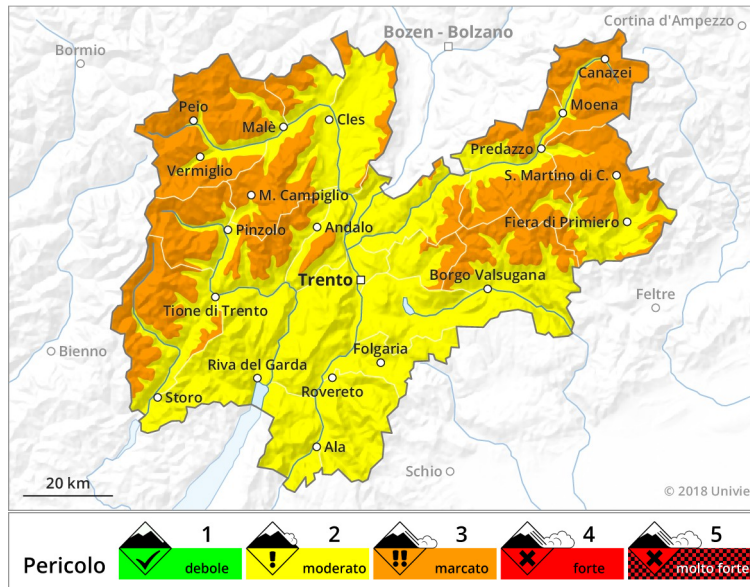 Cortina d'Ampezzo
Bozen - Bolzano
Bormio
Canazei
Peio
Moena
Malè
Cles
Predazzo
Vermiglio
S. Martino di C.
M. Campiglio
Fiera di Primiero
Pinzolo
Andalo
Trento
Borgo Valsugana
Tione di Trento
Feltre
Folgaria
Bienno
Riva del Garda
Rovereto
Storo
Ala
Schio
20 km
© 2018 Univie
Pericolo
1 2 3 4 5
debole moderato marcato forte molto forte